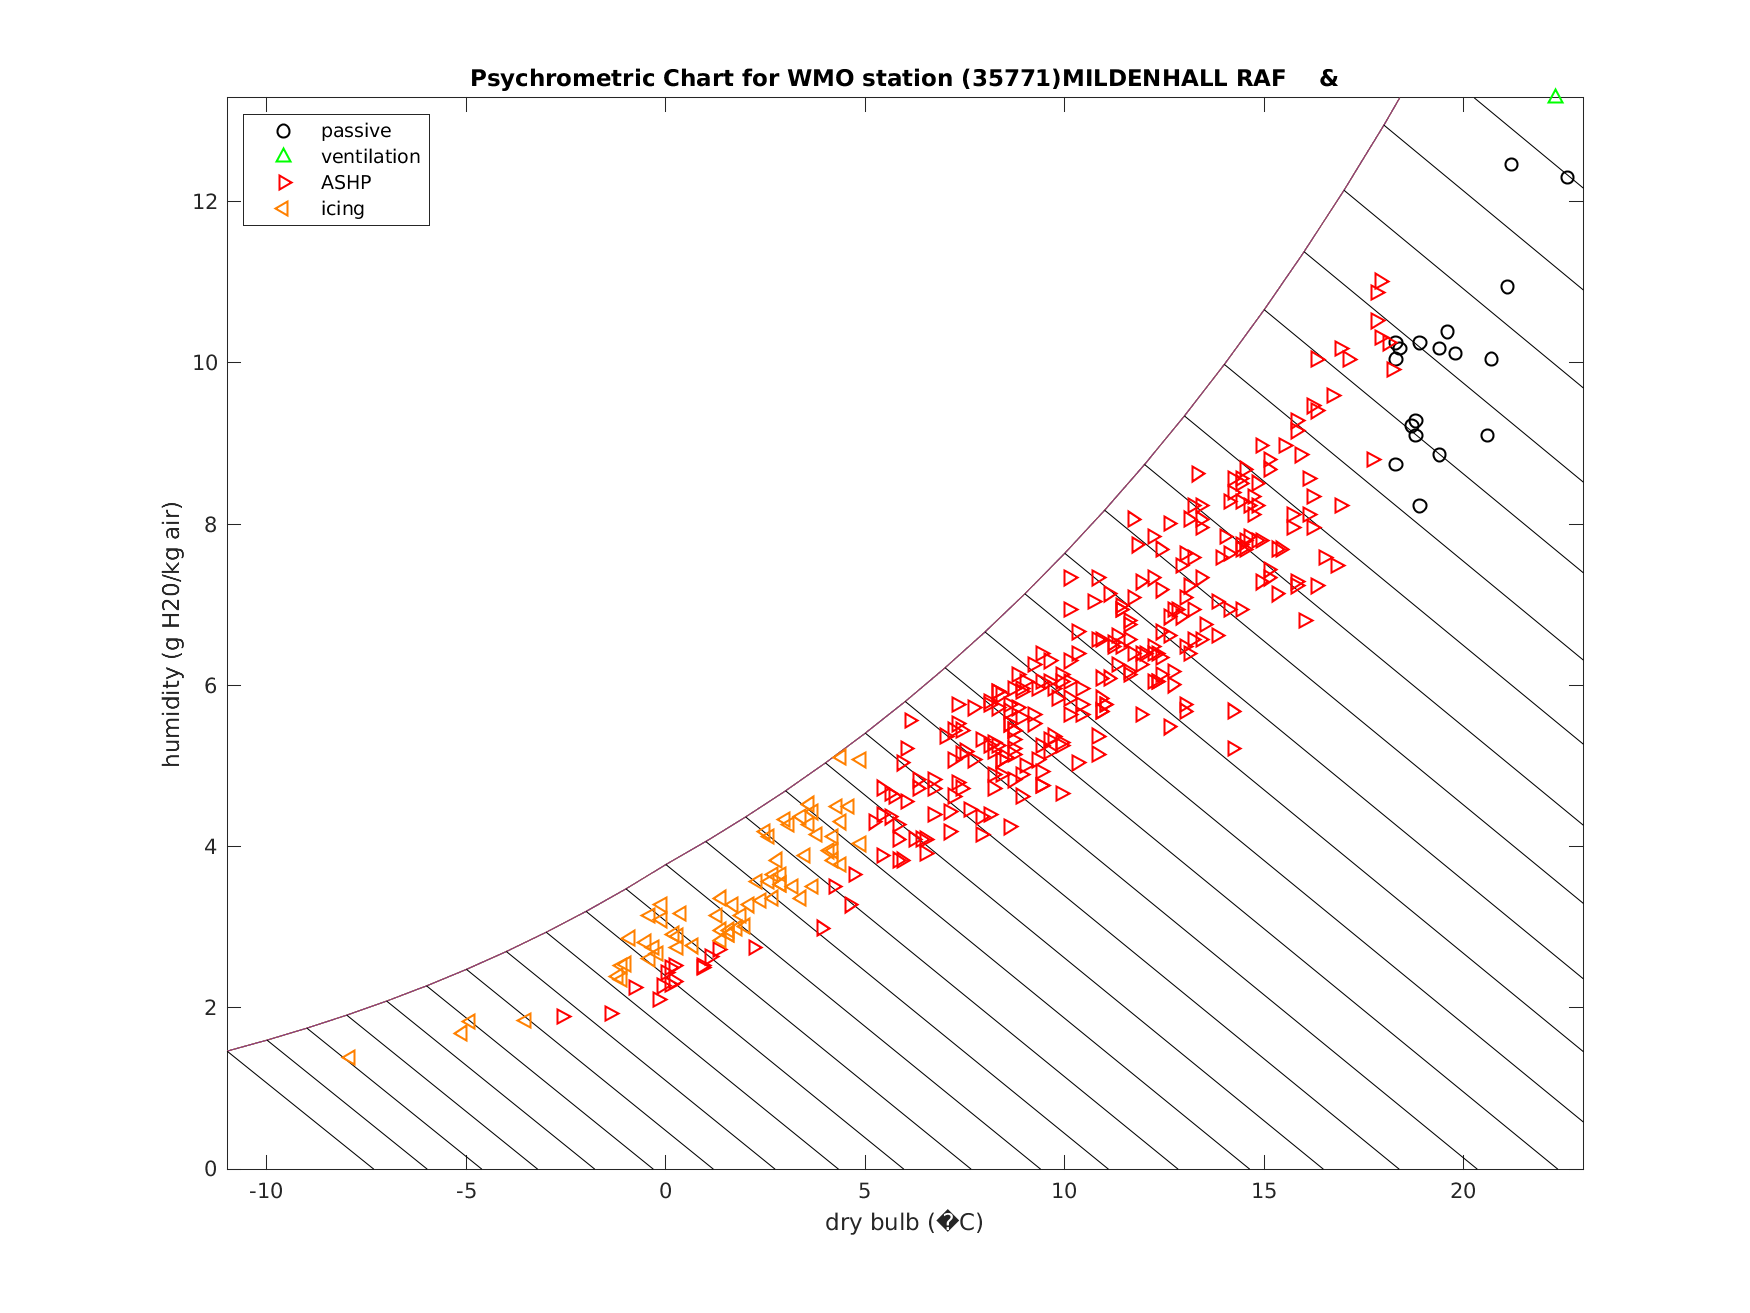 Psychrometric Chart for WMO station (35771)MILDENHALL RAF &
passive
ventilation
ASHP
icing
humidity (g H20/kg air)
12
10
8
6
4
2
0
-10 -5 0 5 10 15 20
dry bulb (�C)